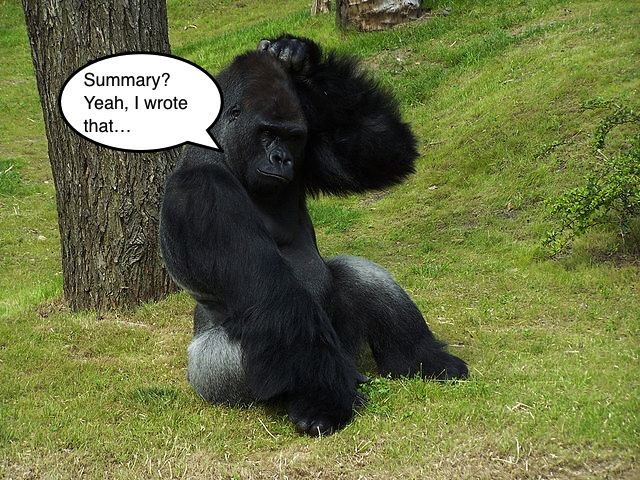 Summary?
Yeah, I wrote
that…